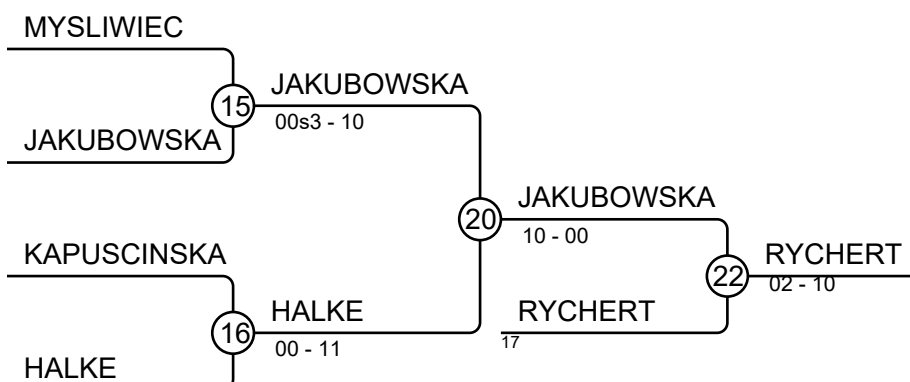 MYSLIWIEC
15
JAKUBOWSKA
00s3 - 10
JAKUBOWSKA
20
JAKUBOWSKA
10 - 00
KAPUSCINSKA
16
HALKE
00 - 11
HALKE
RYCHERT
17
22
RYCHERT
02 - 10